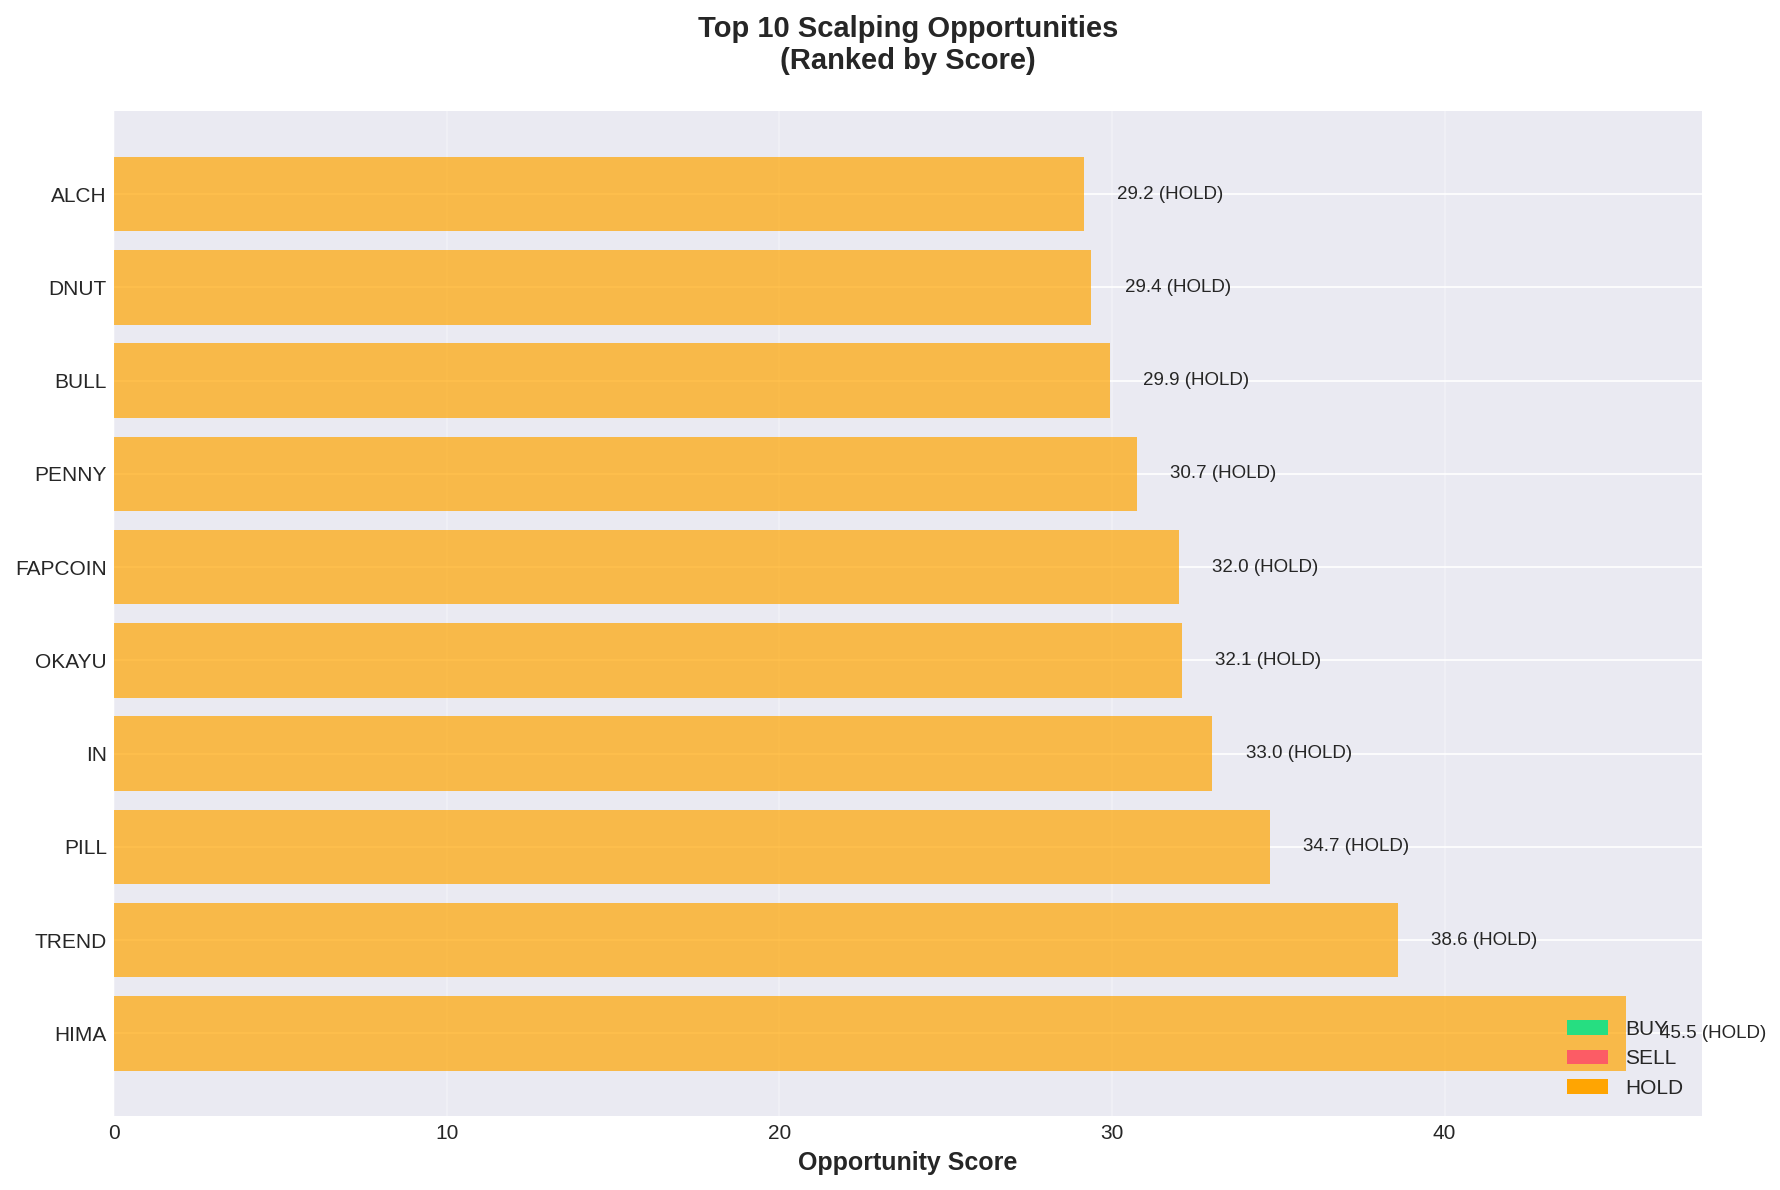 Top 10 Scalping Opportunities
(Ranked by Score)
ALCH 29.2 (HOLD)
DNUT 29.4 (HOLD)
BULL 29.9 (HOLD)
PENNY 30.7 (HOLD)
FAPCOIN 32.0 (HOLD)
OKAYU 32.1 (HOLD)
IN 33.0 (HOLD)
PILL 34.7 (HOLD)
TREND 38.6 (HOLD)
HIMA 45.5 (HOLD)
BUY
SELL
HOLD
0 10 20 30 40
Opportunity Score